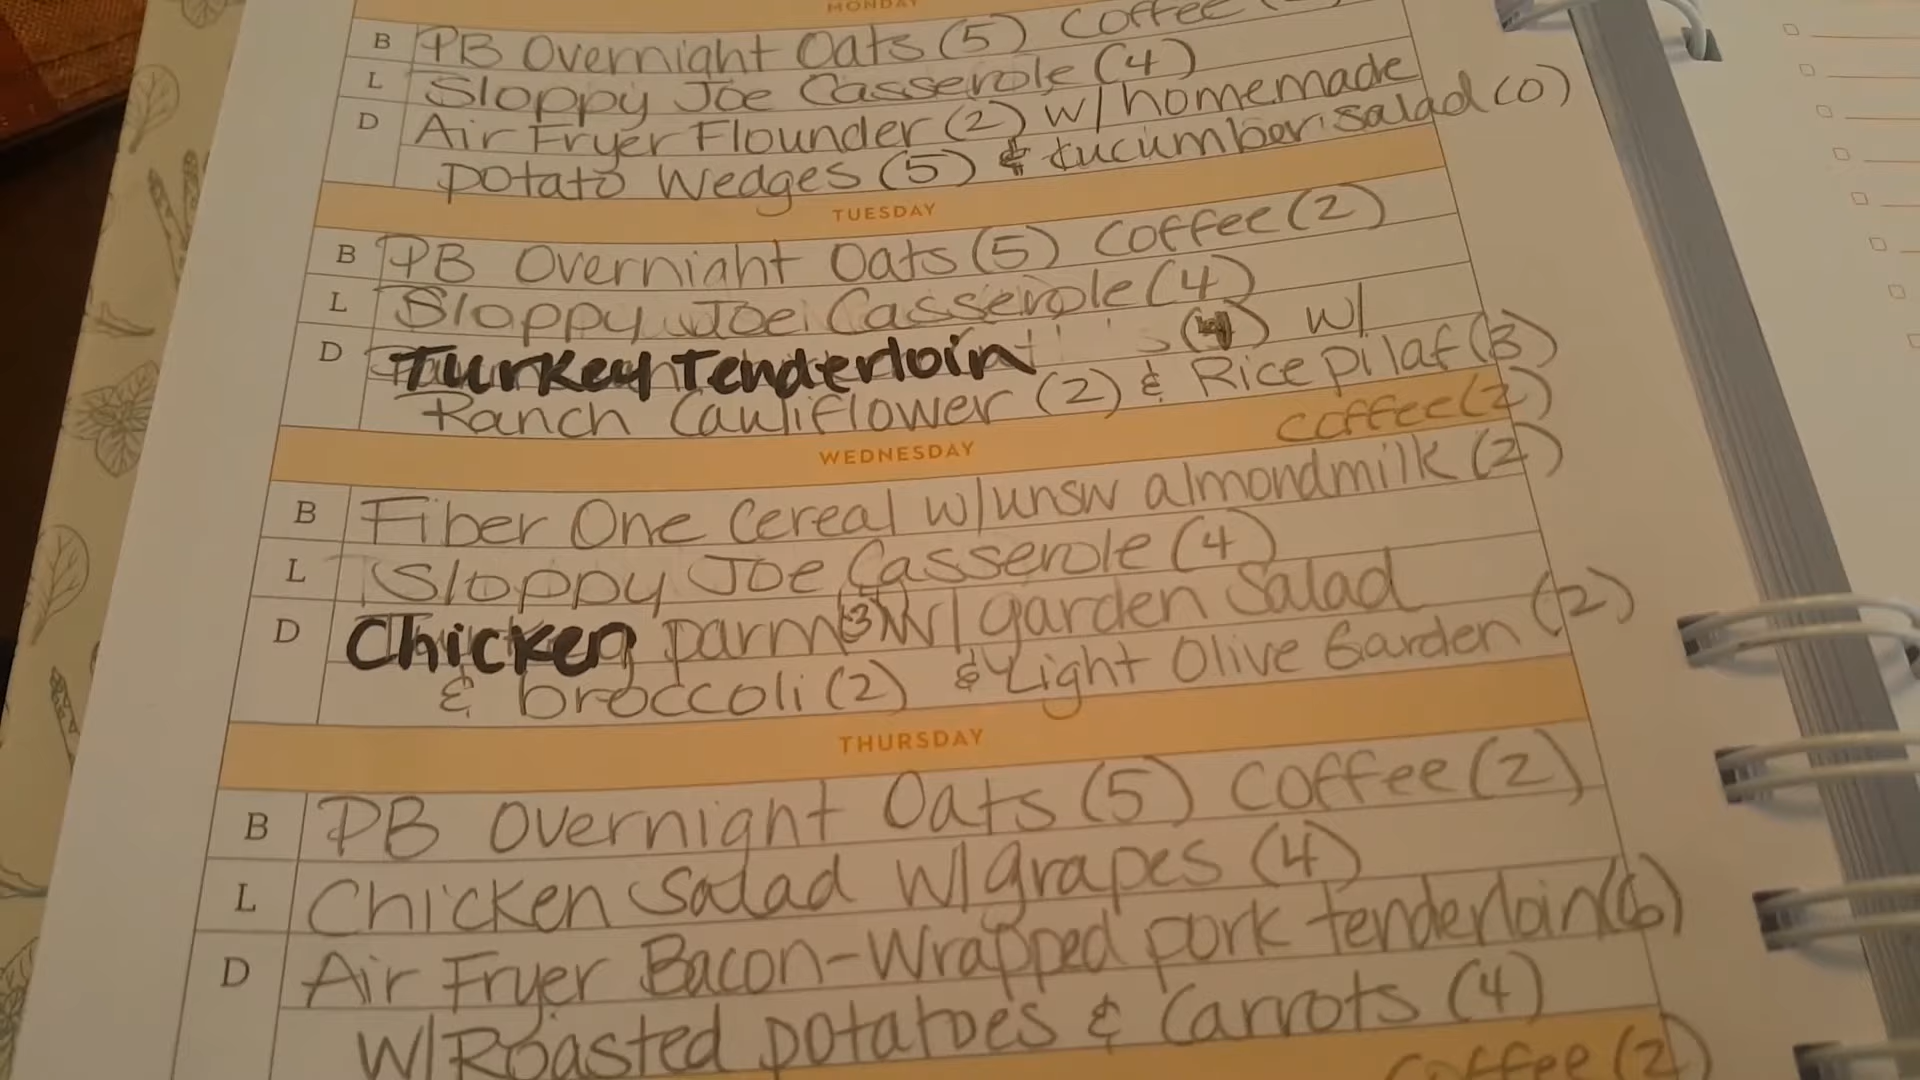 MONDAY
B PB Overnight Oats (5) Coffee
L Sloppy Joe Casserole (4)
D Air Fryer Flounder (2) w/ homemade
potato Wedges (5) & cucumber salad (0)
TUESDAY
B PB Overnight Oats (5) Coffee (2)
L Sloppy Joe Casserole (4)
D Turkey Tenderloin w/
Ranch Cauliflower (2) & Rice pilaf (3)
WEDNESDAY coffee (2)
B Fiber One Cereal w/unsw almondmilk (2)
L Sloppy Joe Casserole (4)
D Chicken parm (3) w/ garden Salad
& broccoli (2) & Light Olive Garden (2)
THURSDAY
B PB Overnight Oats (5) Coffee (2)
L Chicken Salad w/grapes (4)
D Air Fryer Bacon-Wrapped pork tenderloin (6)
w/Roasted potatoes & Carrots (4)
Coffee (2)